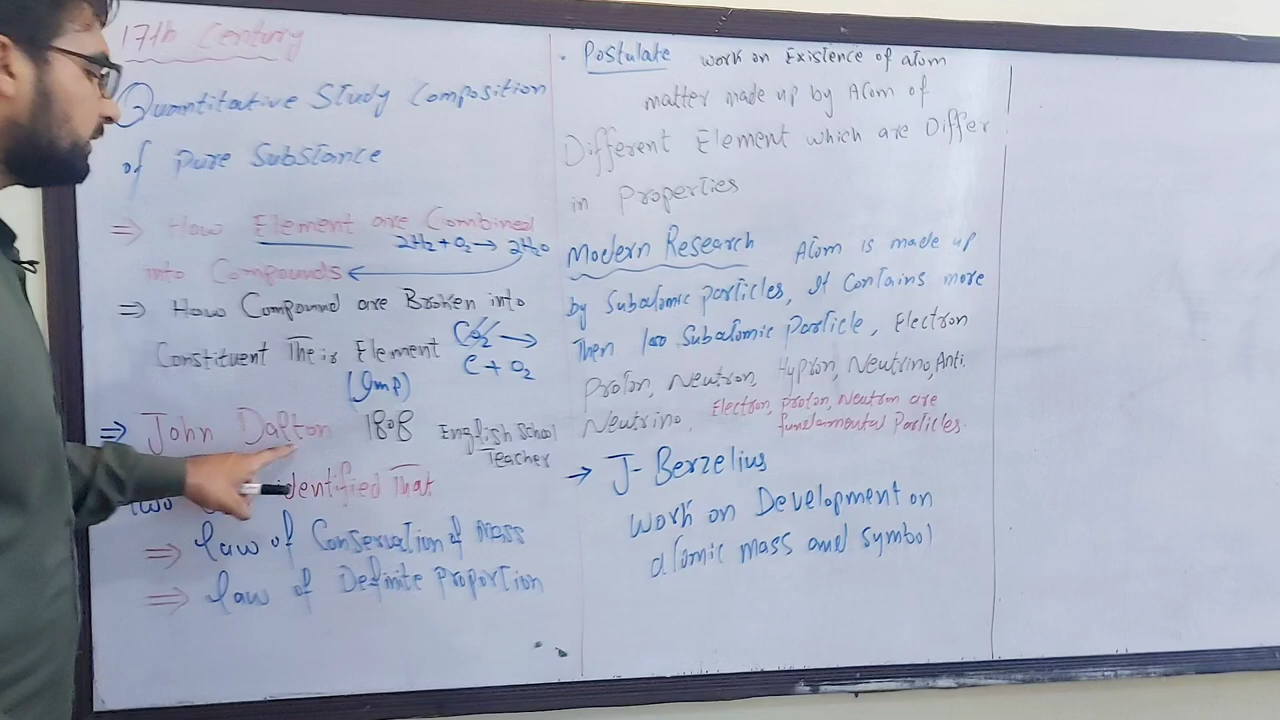 17th Century
Quantitative Study Composition
of Pure Substance
⇒ How Element are Combined
2H2 + O2 → 2H2O
into Compounds
⇒ How Compound are Broken into
Constituent Their Element
CO2 →
C + O2
(Imp)
⇒ John Dalton 1808 English School
Teacher
identified That
⇒ law of Conservation of Mass
⇒ law of Definite Proportion
. Postulate work on Existence of atom
matter made up by Atom of
Different Element which are Differ
in Properties
Modern Research Atom is made up
by Subatomic particles, It Contains more
Then 100 Subatomic Particle, Electron
Proton, Neutron, Hypron, Neutrino, Anti.
Neutrino, Electron, Proton, Neutron are
fundamental Particles.
→ J- Berzelius
work on Development on
atomic mass and symbol